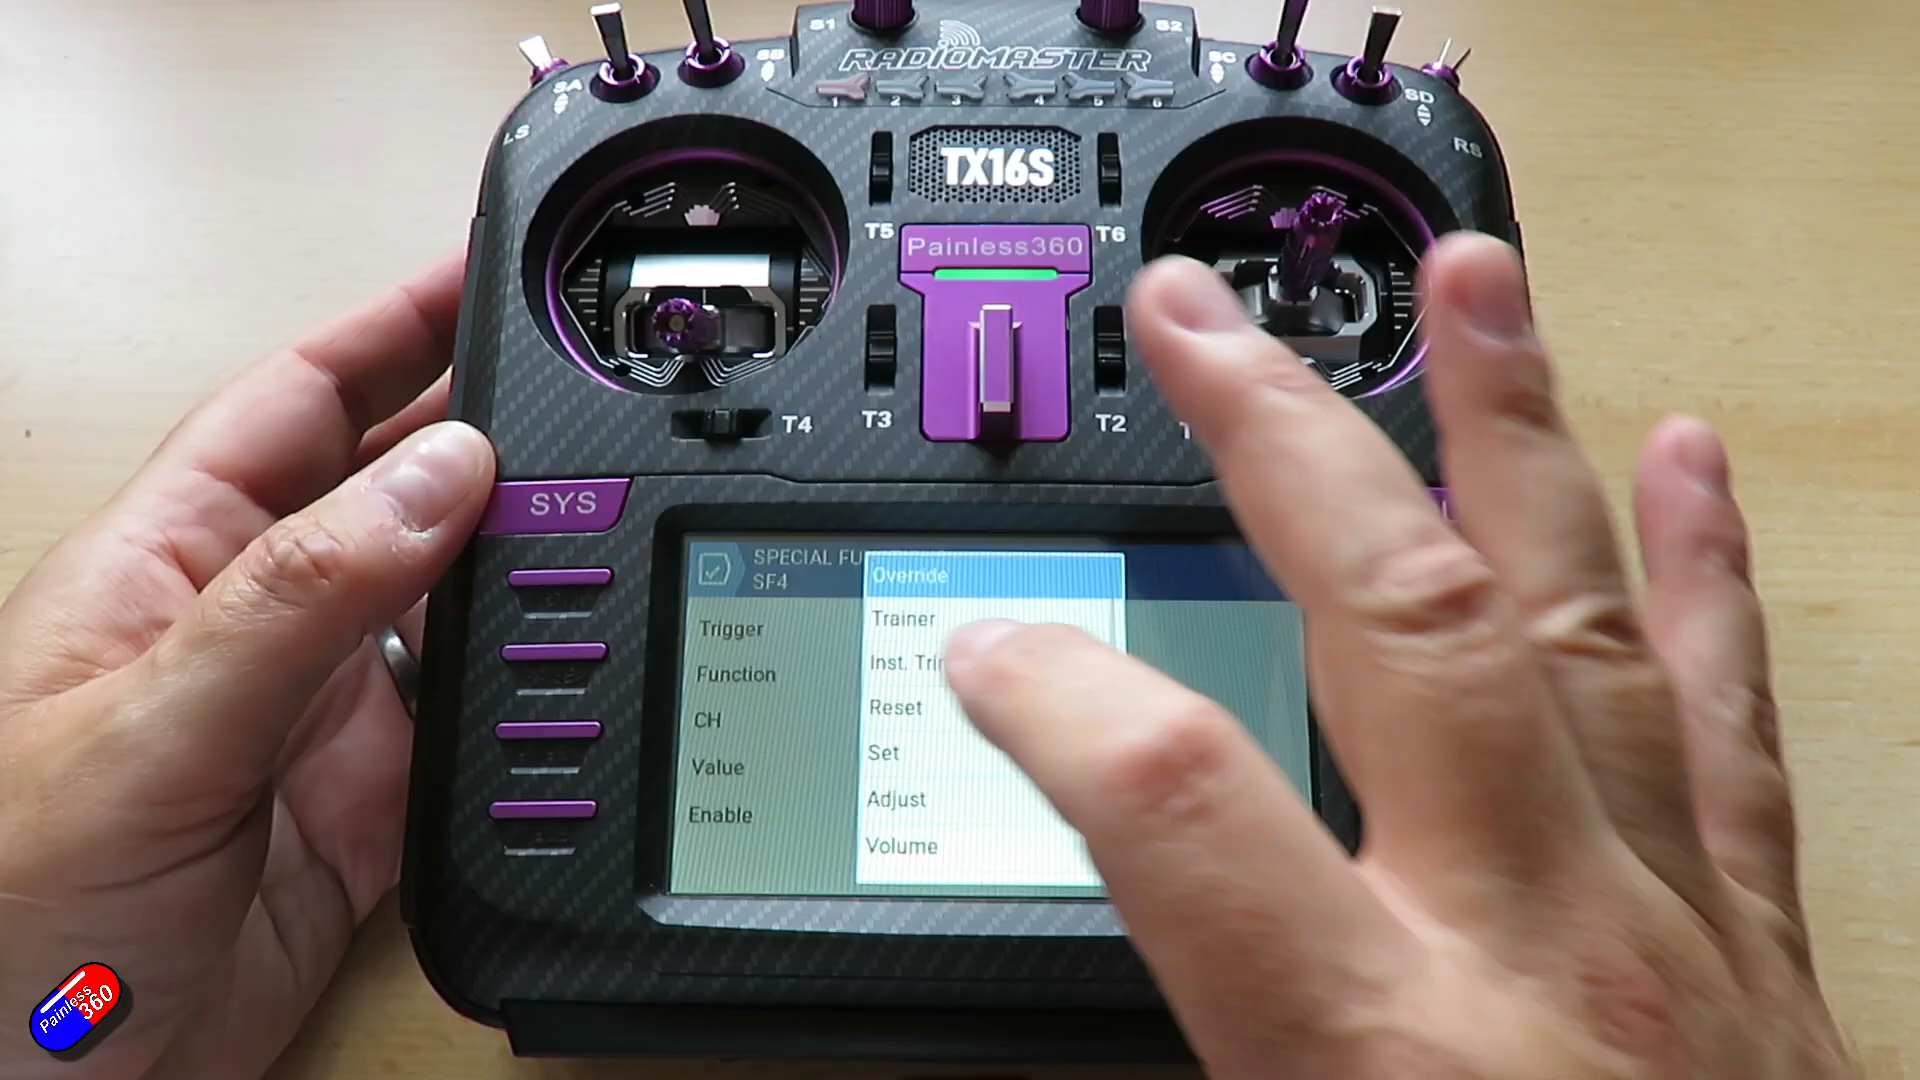 S1
S2
RADIOMASTER
SB
SC
SA
SD
1
2
3
4
5
6
LS
RS
TX16S
T5
T6
Painless360
T4
T3
T2
SYS
SPECIAL FU
SF4
Override
Trigger
Trainer
Inst. Tri
Function
Reset
CH
Set
Value
Adjust
Enable
Volume
Painless
360